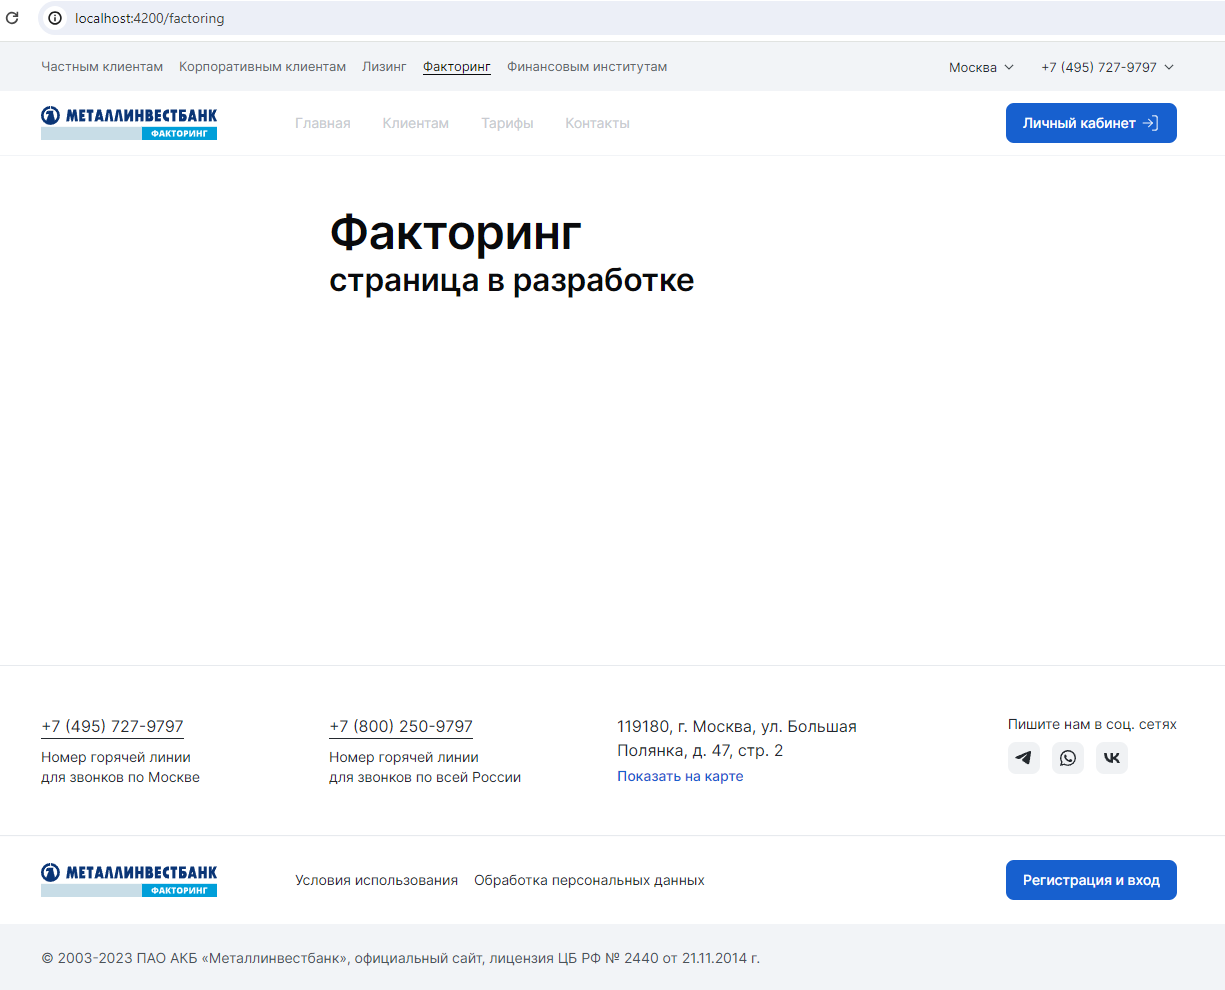 localhost:4200/factoring
Частным клиентам Корпоративным клиентам Лизинг Факторинг Финансовым институтам Москва +7 (495) 727-9797
МЕТАЛЛИНВЕСТБАНК
ФАКТОРИНГ
Главная Клиентам Тарифы Контакты Личный кабинет
Факторинг
страница в разработке
+7 (495) 727-9797
Номер горячей линии
для звонков по Москве
+7 (800) 250-9797
Номер горячей линии
для звонков по всей России
119180, г. Москва, ул. Большая
Полянка, д. 47, стр. 2
Показать на карте
Пишите нам в соц. сетях
МЕТАЛЛИНВЕСТБАНК
ФАКТОРИНГ
Условия использования Обработка персональных данных Регистрация и вход
© 2003-2023 ПАО АКБ «Металлинвестбанк», официальный сайт, лицензия ЦБ РФ № 2440 от 21.11.2014 г.